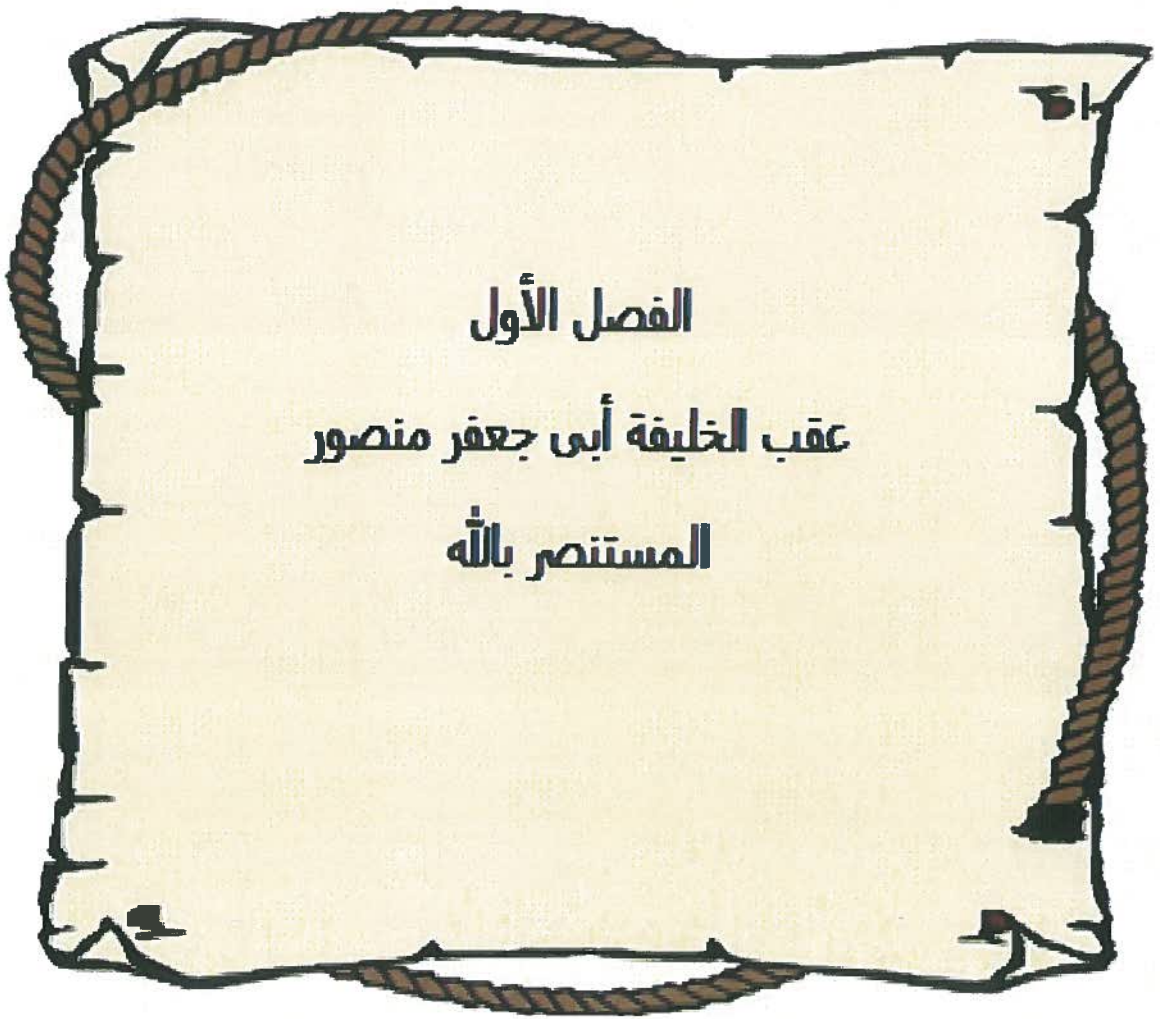 الفصل الأول
عقب الخليفة أبى جعفر منصور
المستنصر بالله